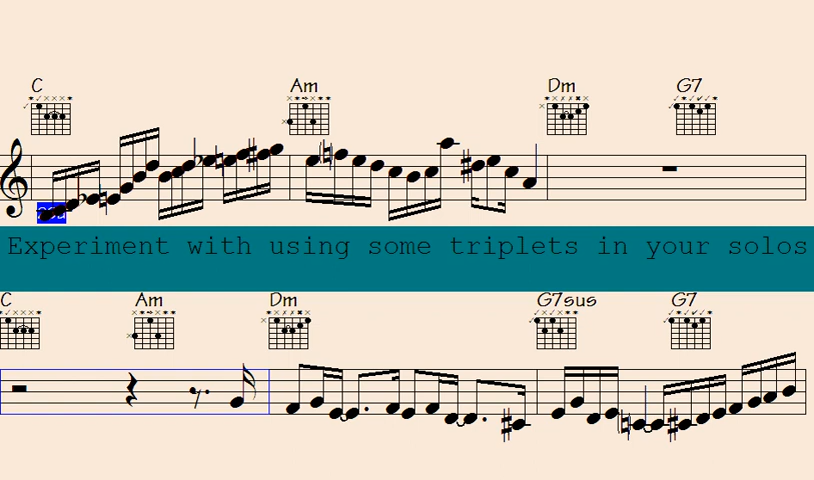 C Am Dm G7
Experiment with using some triplets in your solos
C Am Dm G7sus G7